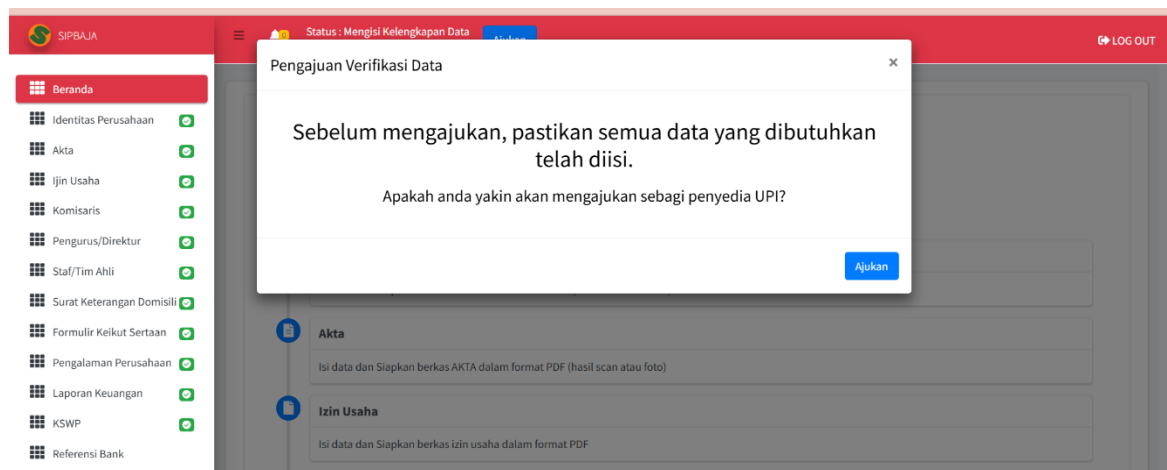 SIPBAJA
Status : Mengisi Kelengkapan Data
Ajukan
LOG OUT
Beranda
Identitas Perusahaan
Akta
Ijin Usaha
Komisaris
Pengurus/Direktur
Staf/Tim Ahli
Surat Keterangan Domisili
Formulir Keikut Sertaan
Pengalaman Perusahaan
Laporan Keuangan
KSWP
Referensi Bank
Pengajuan Verifikasi Data
×
Sebelum mengajukan, pastikan semua data yang dibutuhkan
telah diisi.
Apakah anda yakin akan mengajukan sebagi penyedia UPI?
Ajukan
Akta
Isi data dan Siapkan berkas AKTA dalam format PDF (hasil scan atau foto)
Izin Usaha
Isi data dan Siapkan berkas izin usaha dalam format PDF